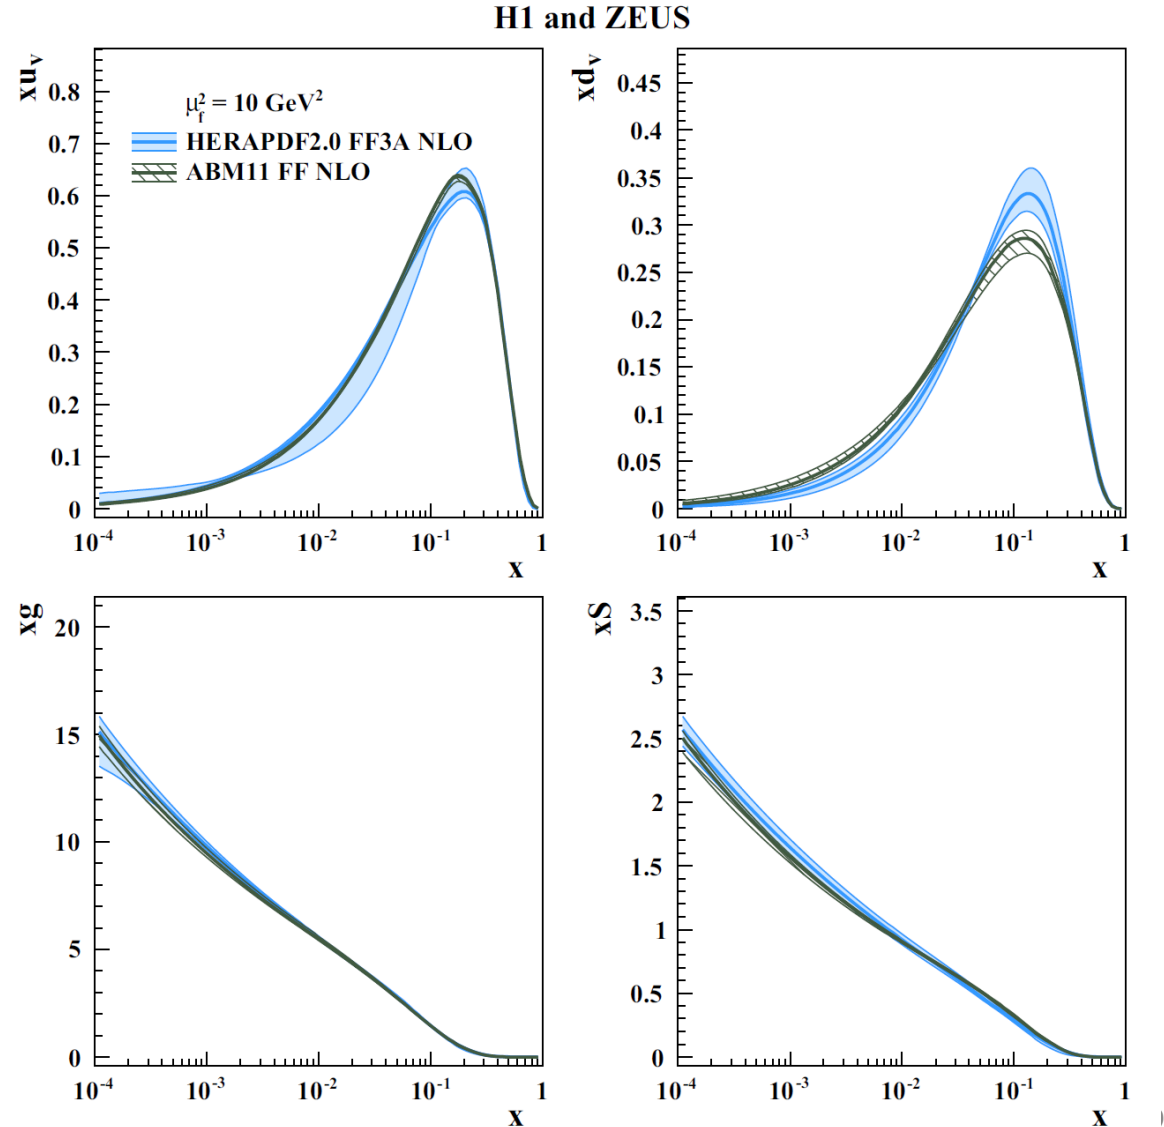 H1 and ZEUS
xu_v
0.8
0.7
0.6
0.5
0.4
0.3
0.2
0.1
0
μ_f^2 = 10 GeV^2
HERAPDF2.0 FF3A NLO
ABM11 FF NLO
10^-4 10^-3 10^-2 10^-1 1
x
xd_v
0.45
0.4
0.35
0.3
0.25
0.2
0.15
0.1
0.05
0
10^-4 10^-3 10^-2 10^-1 1
x
xg
20
15
10
5
0
10^-4 10^-3 10^-2 10^-1 1
x
xS
3.5
3
2.5
2
1.5
1
0.5
0
10^-4 10^-3 10^-2 10^-1 1
x